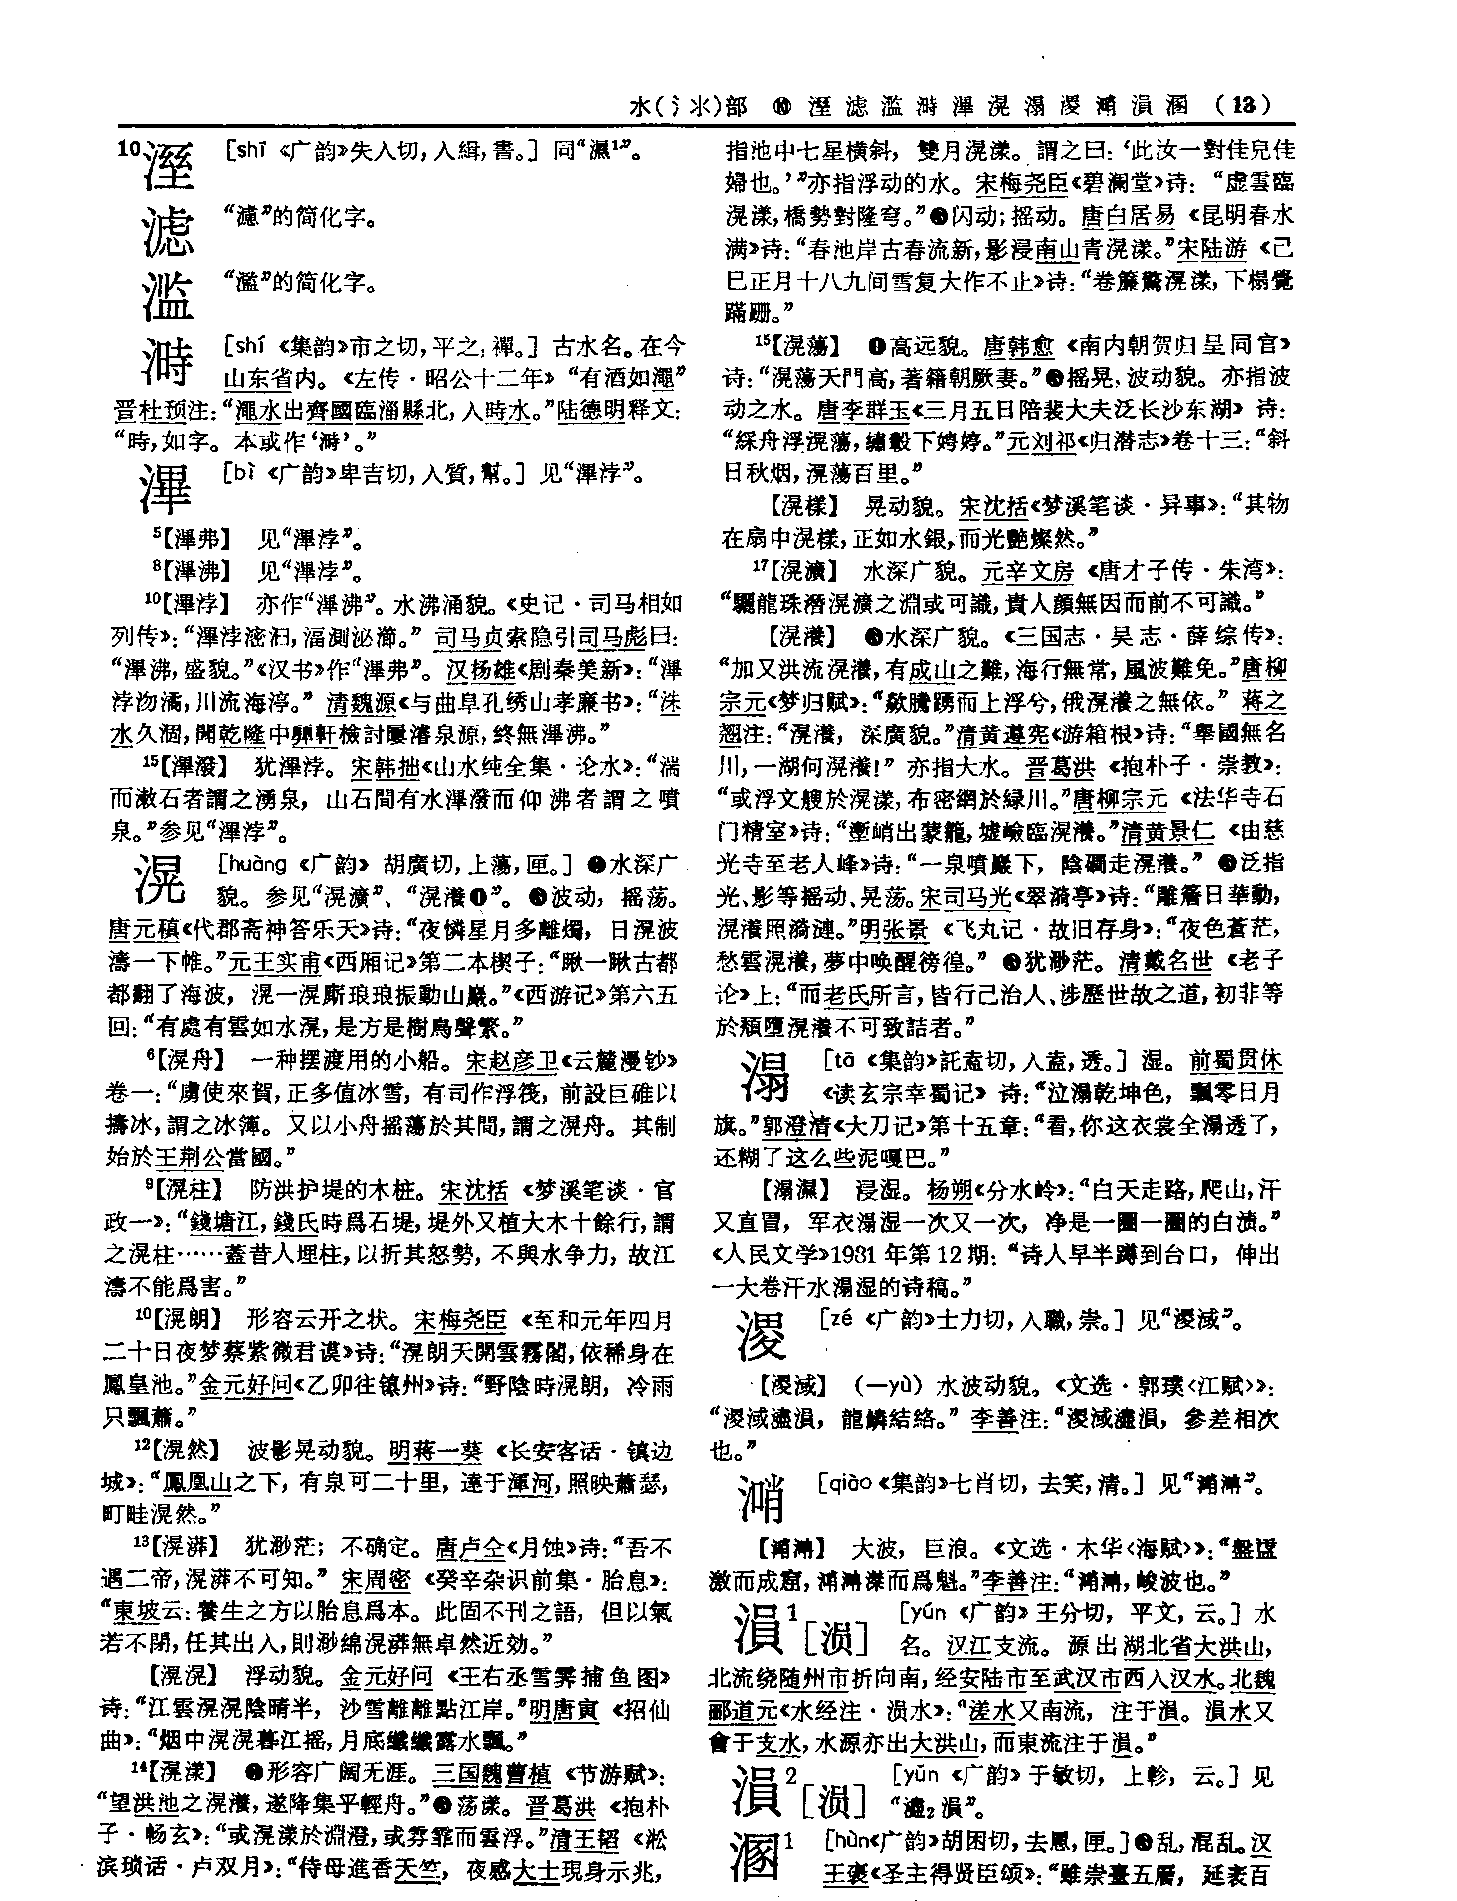 水(氵氺)部 ⑩ 溼滤滥溡滭滉溻溭潲溳溷 (13)
10溼 [shī《广韵》失入切,入緝,書。] 同“濕¹”。
滤 “濾”的简化字。
滥 “濫”的简化字。
溡 [shí《集韵》市之切,平之,禪。] 古水名。在今
山东省内。《左传·昭公十二年》“有酒如澠”
晋杜预注:“澠水出齊國臨淄縣北,入時水。”陆德明释文:
“時,如字。本或作‘溡’。”
滭 [bì《广韵》卑吉切,入質,幫。] 见“滭浡”。
⁵【滭弗】 见“滭浡”。
⁸【滭沸】 见“滭浡”。
¹⁰【滭浡】 亦作“滭沸”。水沸涌貌。《史记·司马相如
列传》:“滭浡滵汩,湢測泌瀄。”司马贞索隐引司马彪曰:
“滭沸,盛貌。”《汉书》作“滭弗”。汉扬雄《剧秦美新》:“滭
浡沕潏,川流海渟。”清魏源《与曲阜孔绣山孝廉书》:“洙
水久涸,聞乾隆中顨軒檢討屢濬泉源,終無滭沸。”
¹⁵【滭潑】 犹滭浡。宋韩拙《山水纯全集·论水》:“湍
而漱石者謂之湧泉,山石間有水滭潑而仰沸者謂之噴
泉。”参见“滭浡”。
滉 [huàng《广韵》胡廣切,上蕩,匣。] ❶水深广
貌。参见“滉瀇”、“滉瀁❶”。❷波动,摇荡。
唐元稹《代郡斋神答乐天》诗:“夜憐星月多離燭,日滉波
濤一下帷。”元王实甫《西厢记》第二本楔子:“瞅一瞅古都
都翻了海波,滉一滉廝琅琅振動山巖。”《西游记》第六五
回:“有處有雲如水滉,是方是樹鳥聲繁。”
⁶【滉舟】 一种摆渡用的小船。宋赵彦卫《云麓漫钞》
卷一:“虜使來賀,正多值冰雪,有司作浮筏,前設巨碓以
擣冰,謂之冰簰。又以小舟摇蕩於其間,謂之滉舟。其制
始於王荆公當國。”
⁹【滉柱】 防洪护堤的木桩。宋沈括《梦溪笔谈·官
政一》:“錢塘江,錢氏時爲石堤,堤外又植大木十餘行,謂
之滉柱……蓋昔人埋柱,以折其怒勢,不與水争力,故江
濤不能爲害。”
¹⁰【滉朗】 形容云开之状。宋梅尧臣《至和元年四月
二十日夜梦蔡紫微君谟》诗:“滉朗天開雲霧閣,依稀身在
鳳皇池。”金元好问《乙卯往镇州》诗:“野陰時滉朗,冷雨
只飄蕭。”
¹²【滉然】 波影晃动貌。明蒋一葵《长安客话·镇边
城》:“鳳凰山之下,有泉可二十里,達于渾河,照映蕭瑟,
町畦滉然。”
¹³【滉漭】 犹渺茫;不确定。唐卢仝《月蚀》诗:“吾不
遇二帝,滉漭不可知。”宋周密《癸辛杂识前集·胎息》:
“東坡云:養生之方以胎息爲本。此固不刊之語,但以氣
若不閉,任其出入,則渺綿滉漭無卓然近効。”
【滉滉】 浮动貌。金元好问《王右丞雪霁捕鱼图》
诗:“江雲滉滉陰晴半,沙雪離離點江岸。”明唐寅《招仙
曲》:“烟中滉滉暮江摇,月底纖纖露水飄。”
¹⁴【滉漾】 ❶形容广阔无涯。三国魏曹植《节游赋》:
“望洪池之滉瀁,遂降集乎輕舟。”❷荡漾。晋葛洪《抱朴
子·畅玄》:“或滉漾於淵澄,或雰霏而雲浮。”清王韬《淞
滨琐话·卢双月》:“侍母進香天竺,夜感大士現身示兆,
指池中七星横斜,雙月滉漾。謂之曰:‘此汝一對佳兒佳
婦也。’”亦指浮动的水。宋梅尧臣《碧澜堂》诗:“虚雲臨
滉漾,橋勢對隆穹。”❸闪动;摇动。唐白居易《昆明春水
满》诗:“春池岸古春流新,影浸南山青滉漾。”宋陆游《己
巳正月十八九间雪复大作不止》诗:“卷簾驚滉漾,下榻覺
蹣跚。”
¹⁵【滉蕩】 ❶高远貌。唐韩愈《南内朝贺归呈同官》
诗:“滉蕩天門高,著籍朝厥妻。”❷摇晃、波动貌。亦指波
动之水。唐李群玉《三月五日陪裴大夫泛长沙东湖》诗:
“綵舟浮滉蕩,繡轂下娉婷。”元刘祁《归潜志》卷十三:“斜
日秋烟,滉蕩百里。”
【滉樣】 晃动貌。宋沈括《梦溪笔谈·异事》:“其物
在扇中滉樣,正如水銀,而光艷燦然。”
¹⁷【滉瀇】 水深广貌。元辛文房《唐才子传·朱湾》:
“驪龍珠潛滉瀇之淵或可識,貴人顔無因而前不可識。”
【滉瀁】 ❶水深广貌。《三国志·吴志·薛综传》:
“加又洪流滉瀁,有成山之難,海行無常,風波難免。”唐柳
宗元《梦归赋》:“欻騰踴而上浮兮,俄滉瀁之無依。”蒋之
翘注:“滉瀁,深廣貌。”清黄遵宪《游箱根》诗:“舉國無名
川,一湖何滉瀁!”亦指大水。晋葛洪《抱朴子·崇教》:
“或浮文艘於滉漾,布密網於緑川。”唐柳宗元《法华寺石
门精室》诗:“壍峭出蒙籠,墟嶮臨滉瀁。”清黄景仁《由慈
光寺至老人峰》诗:“一泉噴巖下,陰磵走滉瀁。”❷泛指
光、影等摇动、晃荡。宋司马光《翠漪亭》诗:“雕簷日華動,
滉瀁照漪漣。”明张景《飞丸记·故旧存身》:“夜色蒼茫,
愁雲滉瀁,夢中唤醒徬徨。”❸犹渺茫。清戴名世《老子
论》上:“而老氏所言,皆行己治人、涉歷世故之道,初非等
於頽墮滉瀁不可致詰者。”
溻 [tā《集韵》託盍切,入盍,透。] 湿。前蜀贯休
《读玄宗幸蜀记》诗:“泣溻乾坤色,飄零日月
旗。”郭澄清《大刀记》第十五章:“看,你这衣裳全溻透了,
还糊了这么些泥嘎巴。”
【溻濕】 浸湿。杨朔《分水岭》:“白天走路,爬山,汗
又直冒,军衣溻湿一次又一次,净是一圈一圈的白渍。”
《人民文学》1981年第12期:“诗人早半蹲到台口,伸出
一大卷汗水溻湿的诗稿。”
溭 [zé《广韵》士力切,入職,崇。] 见“溭淢”。
【溭淢】 (—yù) 水波动貌。《文选·郭璞〈江赋〉》:
“溭淢濜溳,龍鱗結絡。”李善注:“溭淢濜溳,參差相次
也。”
[qiào《集韵》七肖切,去笑,清。] 见
大波,巨浪。《文选·木华〈海赋〉》:“盤盓
激而成窟,㴥滐而爲魁。”李善注:峻波也。”
溳¹[涢] [yún《广韵》王分切,平文,云。] 水
名。汉江支流。源出湖北省大洪山,
北流绕随州市折向南,经安陆市至武汉市西入汉水。北魏
郦道元《水经注·涢水》:“溠水又南流,注于溳。溳水又
會于支水,水源亦出大洪山,而東流注于溳。”
溳²[涢] [yǔn《广韵》于敏切,上軫,云。] 见
“濜₂溳”。
溷¹ [hùn《广韵》胡困切,去慁,匣。] ❶乱,混乱。汉
王褒《圣主得贤臣颂》:“雖崇臺五層,延袤百